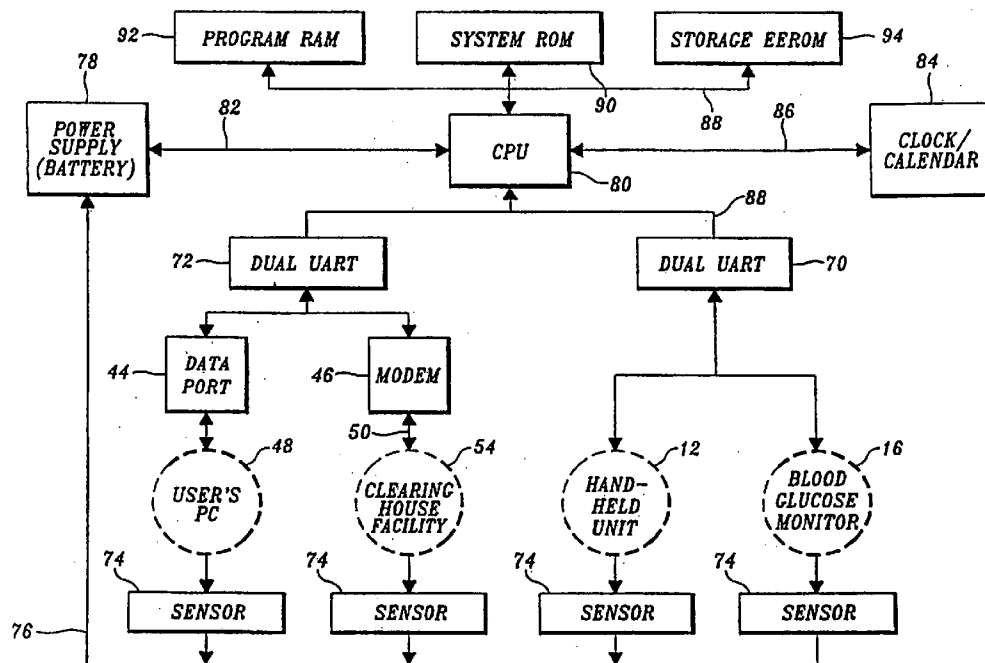 92
PROGRAM RAM
SYSTEM ROM
STORAGE EEROM
94
78
90
88
84
82
86
POWER
SUPPLY
(BATTERY)
CPU
80
CLOCK/
CALENDAR
88
72
DUAL UART
DUAL UART
70
44
DATA
PORT
46
MODEM
50
48
54
12
16
USER'S
PC
CLEARING
HOUSE
FACILITY
HAND-
HELD
UNIT
BLOOD
GLUCOSE
MONITOR
74
SENSOR
74
SENSOR
74
SENSOR
74
SENSOR
76